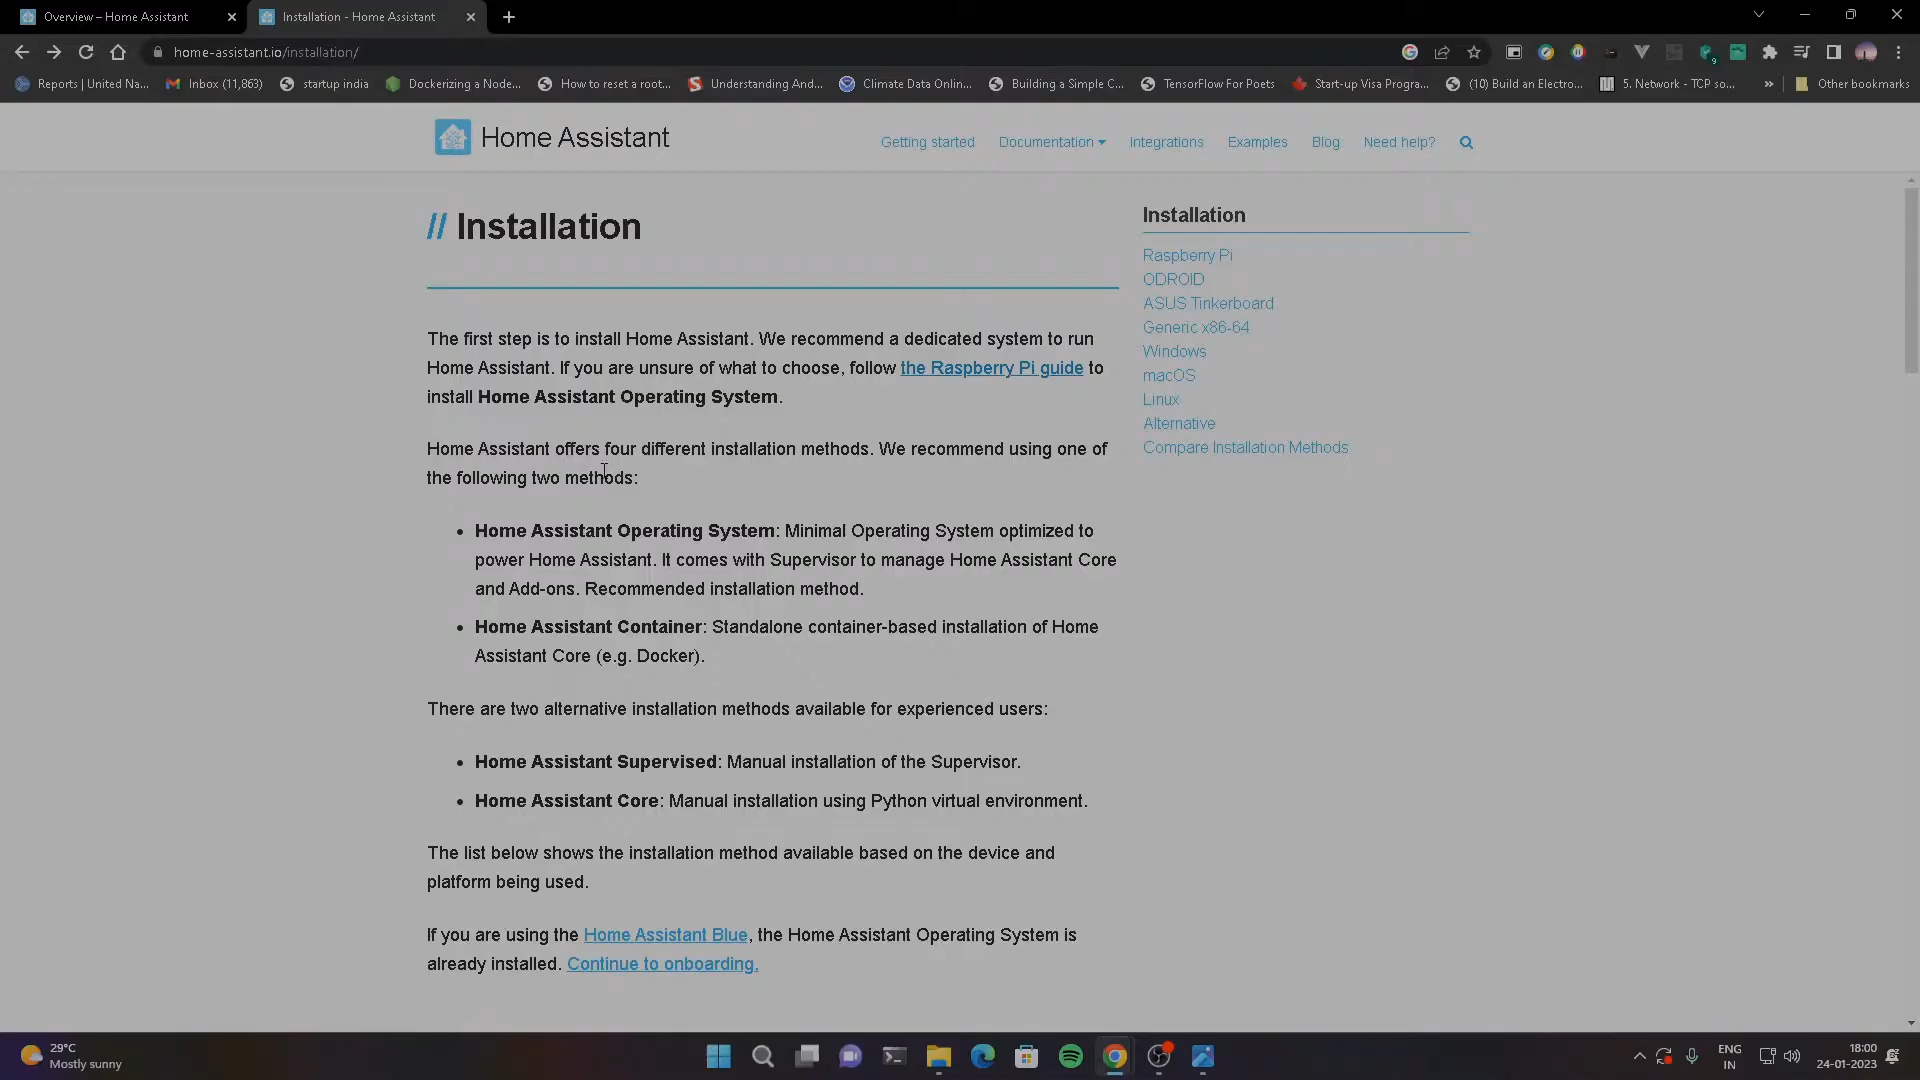 Overview – Home Assistant
Installation - Home Assistant
home-assistant.io/installation/
Reports | United Na...
Inbox (11,863)
startup india
Dockerizing a Node...
How to reset a root...
Understanding And...
Climate Data Onlin...
Building a Simple C...
TensorFlow For Poets
Start-up Visa Progra...
(10) Build an Electro...
5. Network - TCP so...
Other bookmarks
Home Assistant
Getting started
Documentation
Integrations
Examples
Blog
Need help?
// Installation
The first step is to install Home Assistant. We recommend a dedicated system to run
Home Assistant. If you are unsure of what to choose, follow the Raspberry Pi guide to
install Home Assistant Operating System.
Home Assistant offers four different installation methods. We recommend using one of
the following two methods:
• Home Assistant Operating System: Minimal Operating System optimized to
power Home Assistant. It comes with Supervisor to manage Home Assistant Core
and Add-ons. Recommended installation method.
• Home Assistant Container: Standalone container-based installation of Home
Assistant Core (e.g. Docker).
There are two alternative installation methods available for experienced users:
• Home Assistant Supervised: Manual installation of the Supervisor.
• Home Assistant Core: Manual installation using Python virtual environment.
The list below shows the installation method available based on the device and
platform being used.
If you are using the Home Assistant Blue, the Home Assistant Operating System is
already installed. Continue to onboarding.
Installation
Raspberry Pi
ODROID
ASUS Tinkerboard
Generic x86-64
Windows
macOS
Linux
Alternative
Compare Installation Methods
29°C
Mostly sunny
ENG
IN
18:00
24-01-2023